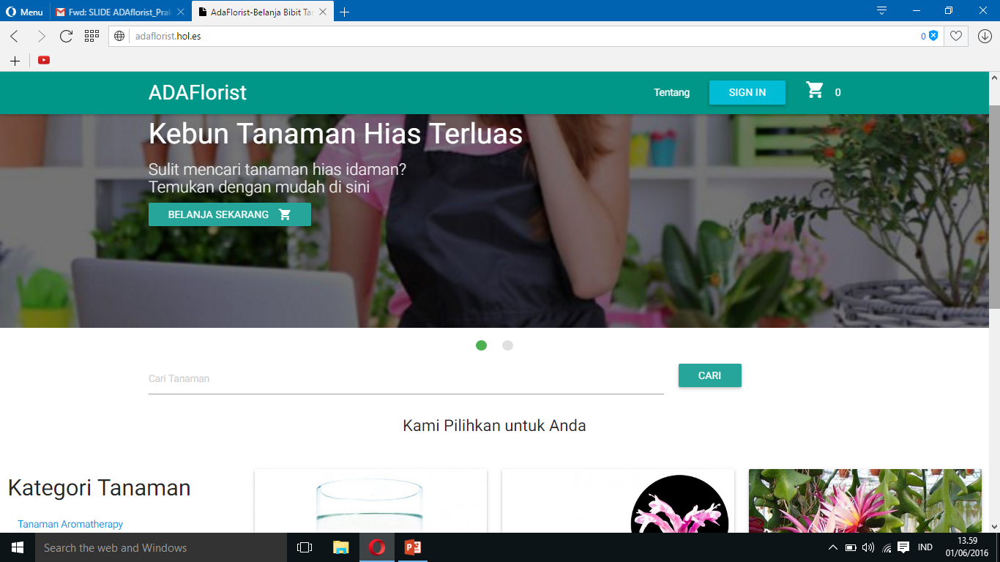 Menu
Fwd: SLIDE ADAflorist_Pra
AdaFlorist-Belanja Bibit Tar
adaflorist.hol.es
0
ADAFlorist
Tentang
SIGN IN
0
Kebun Tanaman Hias Terluas
Sulit mencari tanaman hias idaman?
Temukan dengan mudah di sini
BELANJA SEKARANG
Cari Tanaman
CARI
Kami Pilihkan untuk Anda
Kategori Tanaman
Tanaman Aromatherapy
Search the web and Windows
IND
13.59
01/06/2016